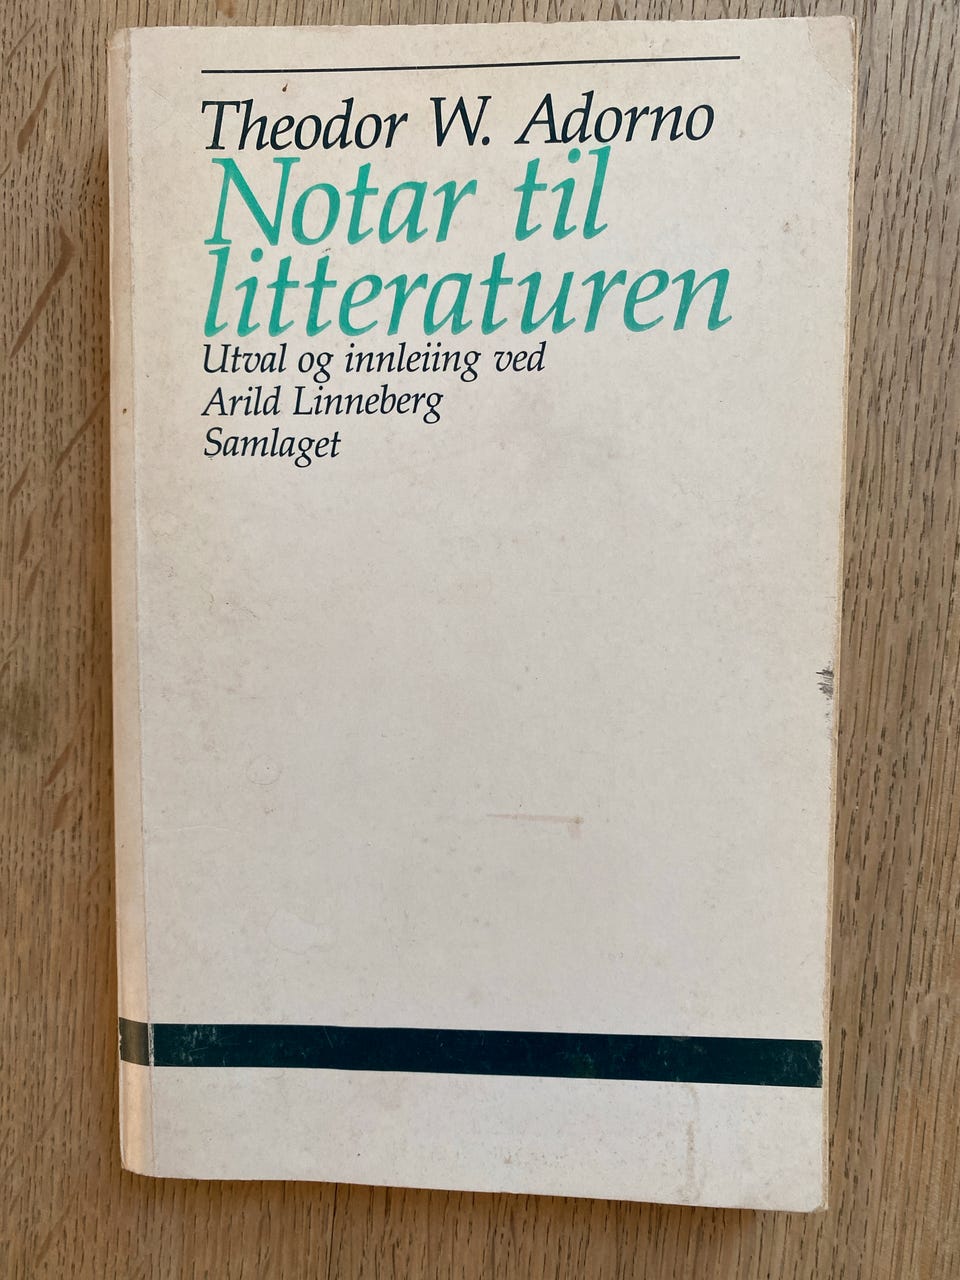 Theodor W. Adorno
Notar til
litteraturen
Utval og innleiing ved
Arild Linneberg
Samlaget